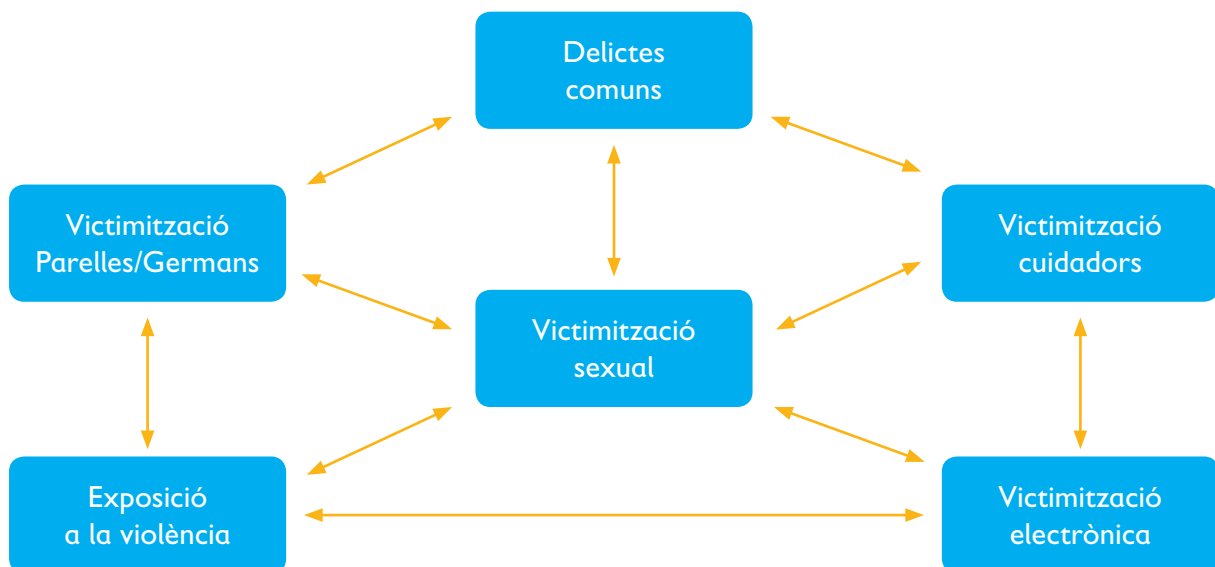 Delictes
comuns
Victimització
Parelles/Germans
Victimització
cuidadors
Victimització
sexual
Exposició
a la violència
Victimització
electrònica